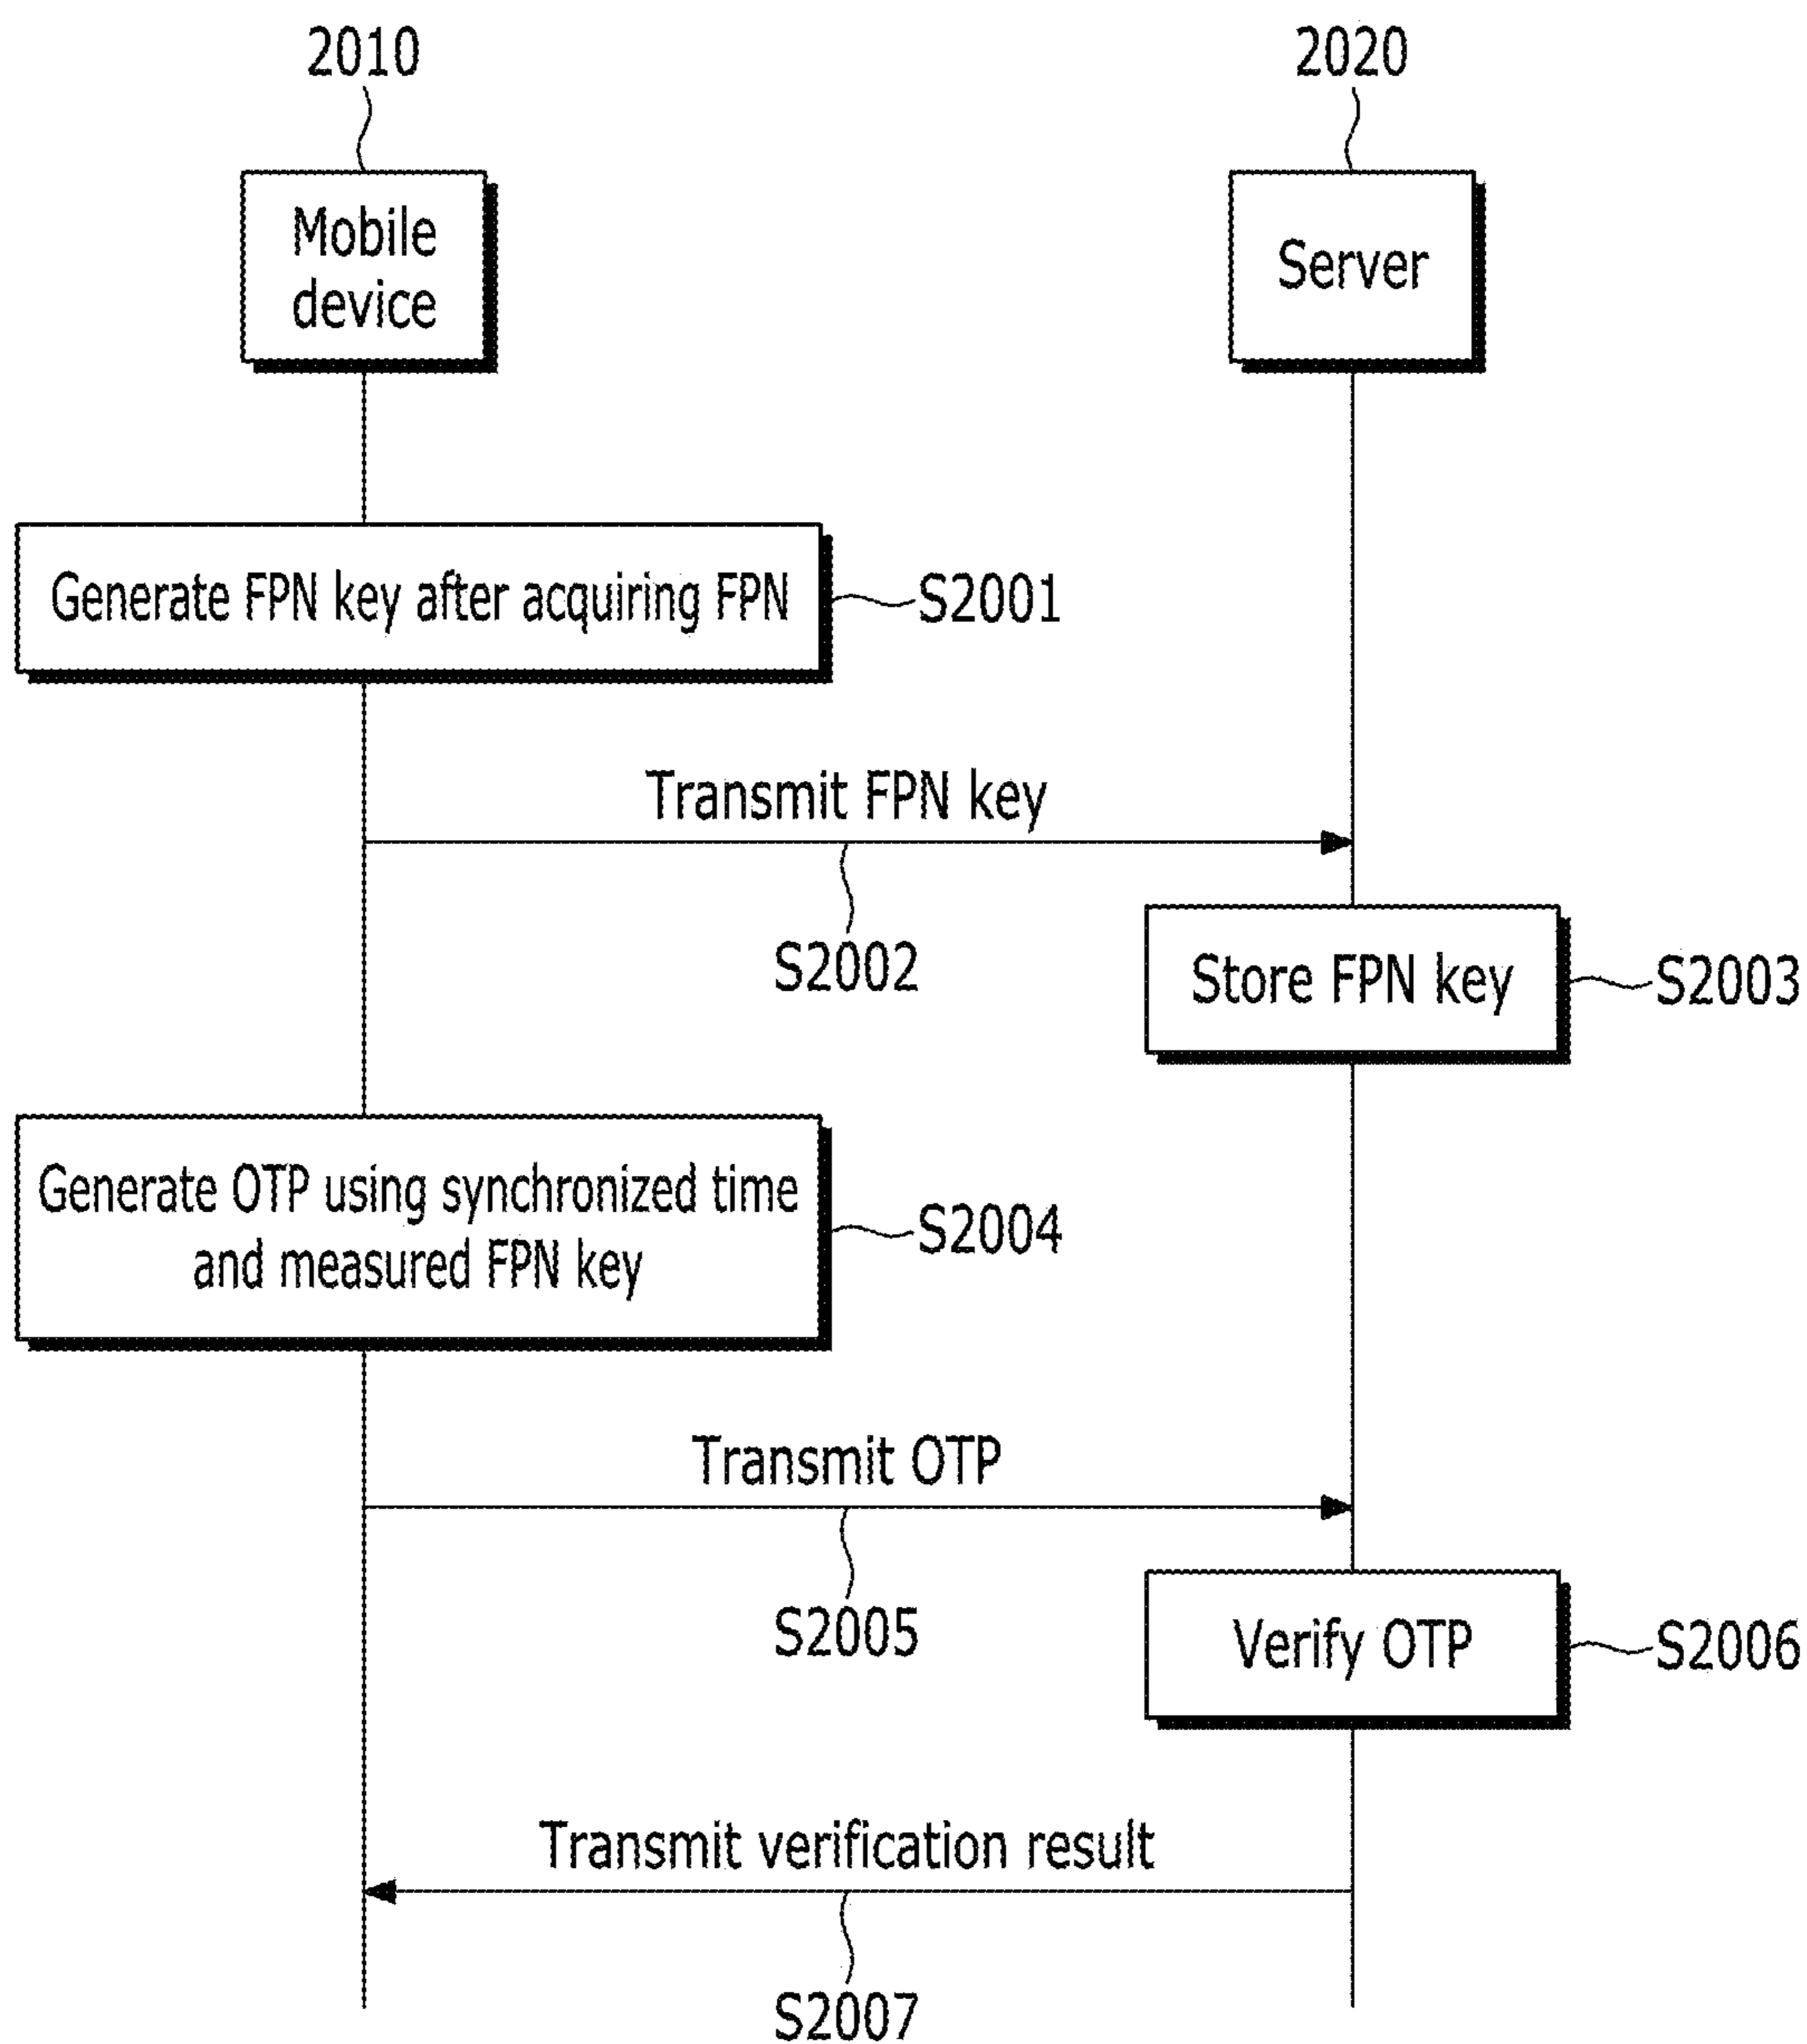 2010
2020
Mobile
device
Server
Generate FPN key after acquiring FPN
S2001
Transmit FPN key
S2002
Store FPN key
S2003
Generate OTP using synchronized time
and measured FPN key
S2004
Transmit OTP
S2005
Verify OTP
S2006
Transmit verification result
S2007